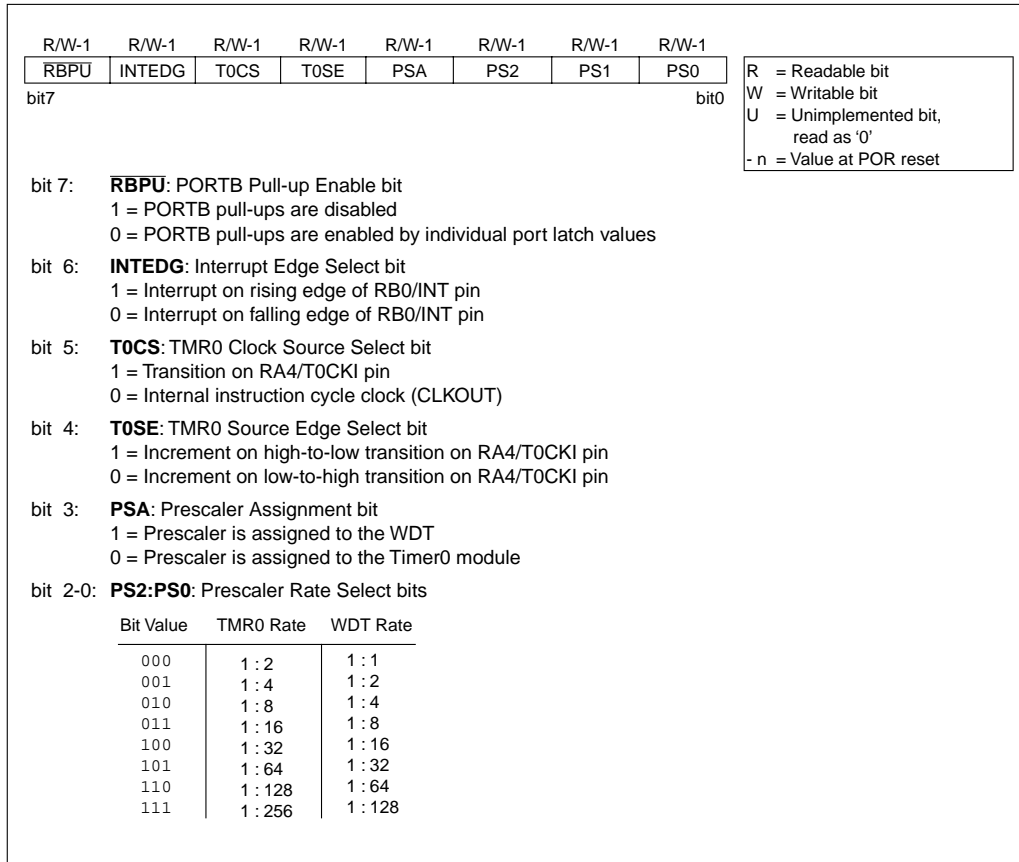 R/W-1 R/W-1 R/W-1 R/W-1 R/W-1 R/W-1 R/W-1 R/W-1
RBPU INTEDG T0CS T0SE PSA PS2 PS1 PS0
bit7 bit0
R = Readable bit
W = Writable bit
U = Unimplemented bit,
read as ‘0’
- n = Value at POR reset
bit 7: RBPU: PORTB Pull-up Enable bit
1 = PORTB pull-ups are disabled
0 = PORTB pull-ups are enabled by individual port latch values
bit 6: INTEDG: Interrupt Edge Select bit
1 = Interrupt on rising edge of RB0/INT pin
0 = Interrupt on falling edge of RB0/INT pin
bit 5: T0CS: TMR0 Clock Source Select bit
1 = Transition on RA4/T0CKI pin
0 = Internal instruction cycle clock (CLKOUT)
bit 4: T0SE: TMR0 Source Edge Select bit
1 = Increment on high-to-low transition on RA4/T0CKI pin
0 = Increment on low-to-high transition on RA4/T0CKI pin
bit 3: PSA: Prescaler Assignment bit
1 = Prescaler is assigned to the WDT
0 = Prescaler is assigned to the Timer0 module
bit 2-0: PS2:PS0: Prescaler Rate Select bits
Bit Value TMR0 Rate WDT Rate
000 1 : 2 1 : 1
001 1 : 4 1 : 2
010 1 : 8 1 : 4
011 1 : 16 1 : 8
100 1 : 32 1 : 16
101 1 : 64 1 : 32
110 1 : 128 1 : 64
111 1 : 256 1 : 128